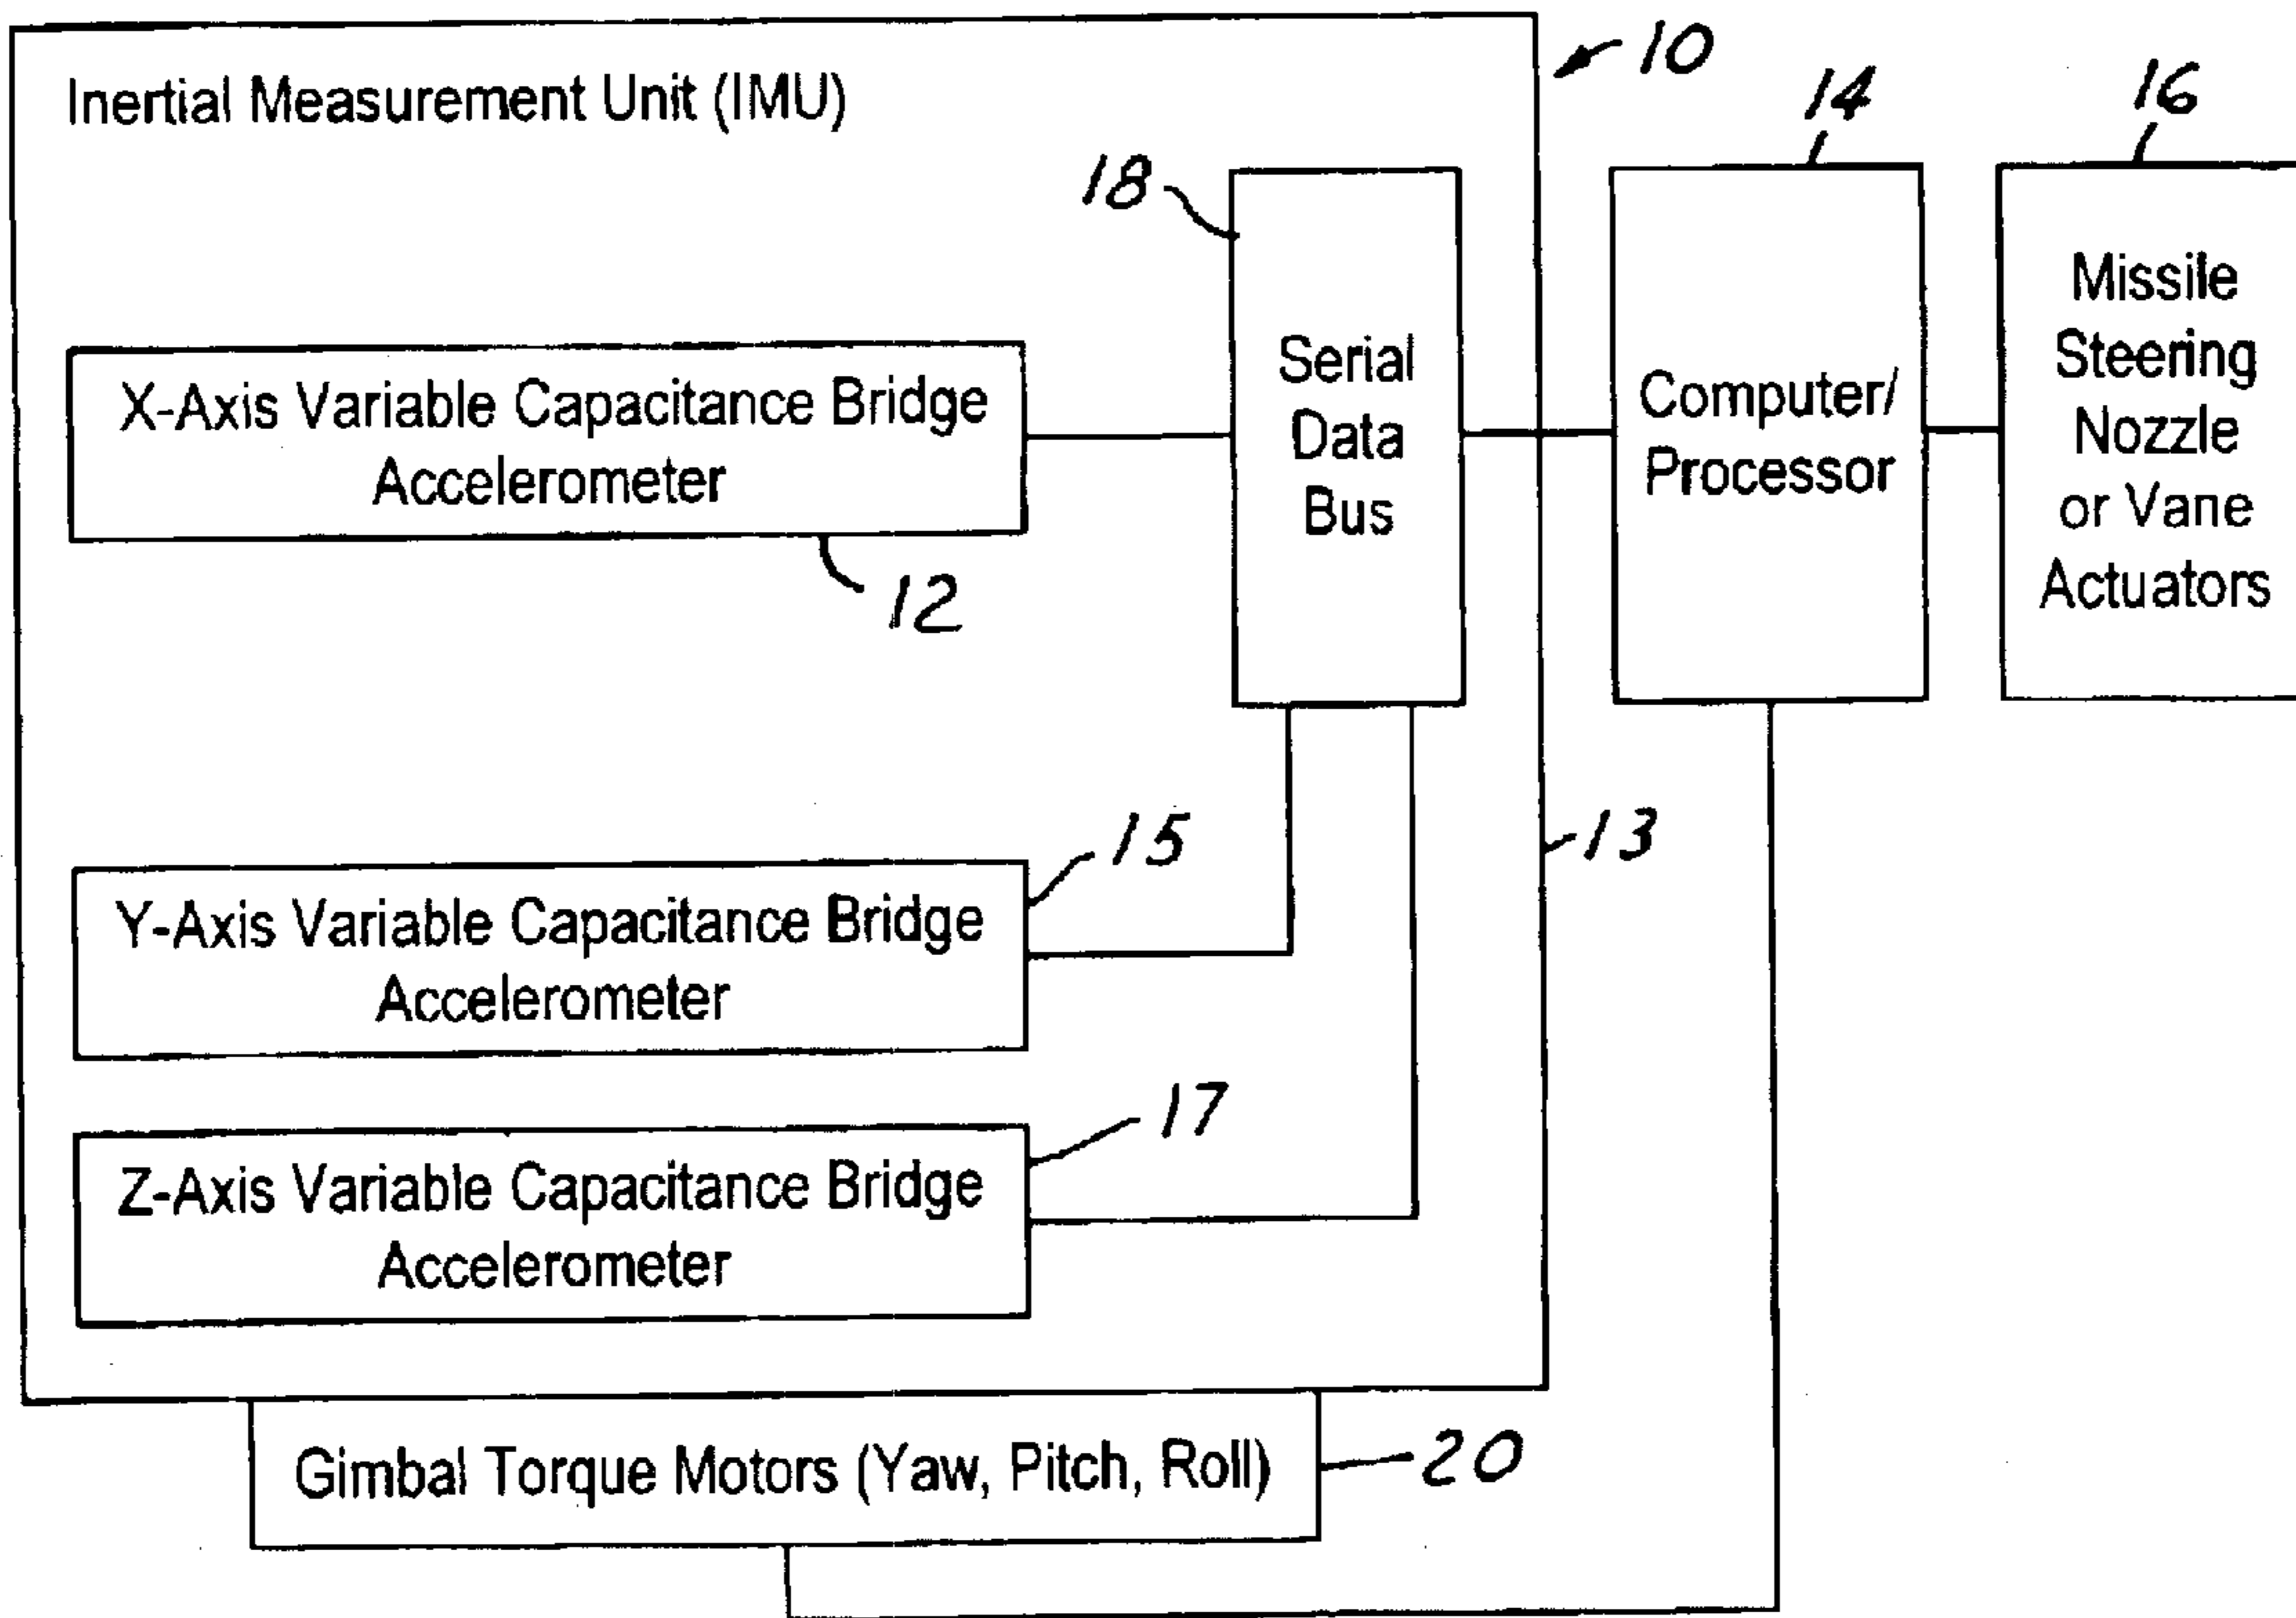 10
Inertial Measurement Unit (IMU)
14
16
18
Serial
Data
Bus
Computer/
Processor
Missile
Steering
Nozzle
or Vane
Actuators
X-Axis Variable Capacitance Bridge
Accelerometer
12
13
15
Y-Axis Variable Capacitance Bridge
Accelerometer
17
Z-Axis Variable Capacitance Bridge
Accelerometer
Gimbal Torque Motors (Yaw, Pitch, Roll)
20